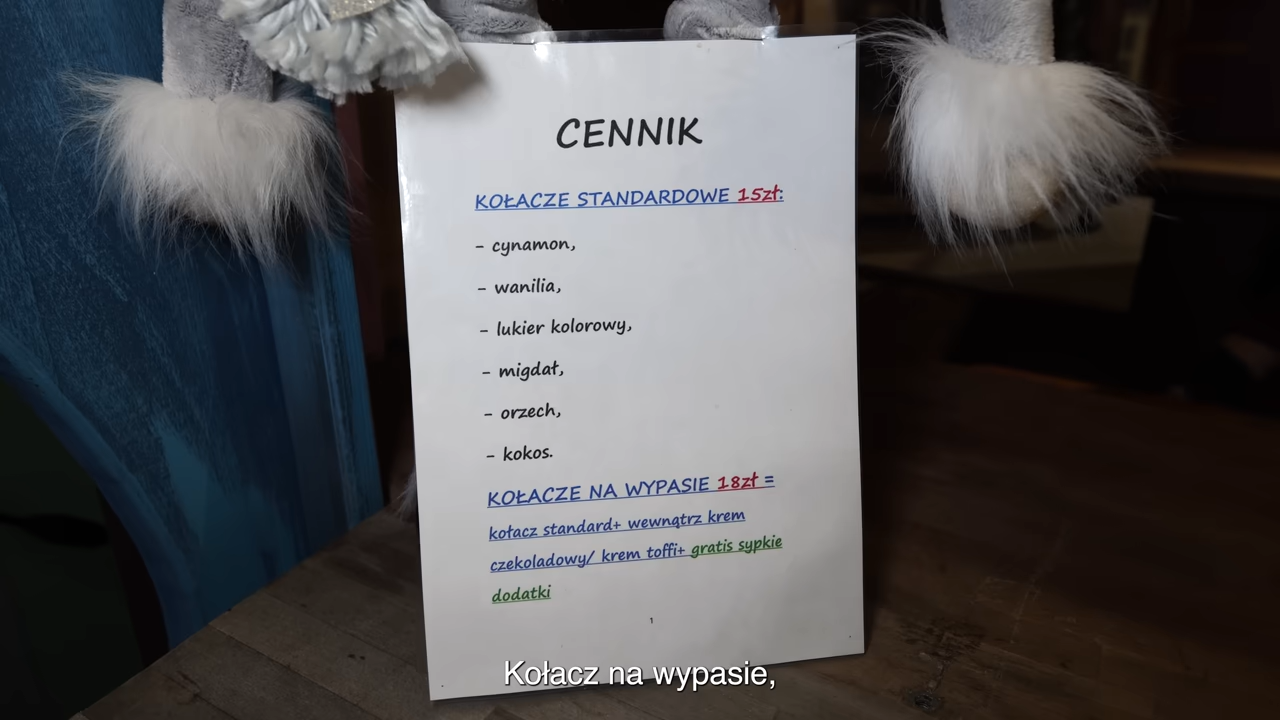 CENNIK
KOŁACZE STANDARDOWE 15zł:
- cynamon,
- wanilia,
- lukier kolorowy,
- migdał,
- orzech,
- kokos.
KOŁACZE NA WYPASIE 18zł =
kołacz standard+ wewnątrz krem
czekoladowy/ krem toffi+ gratis sypkie
dodatki
1
Kołacz na wypasie,